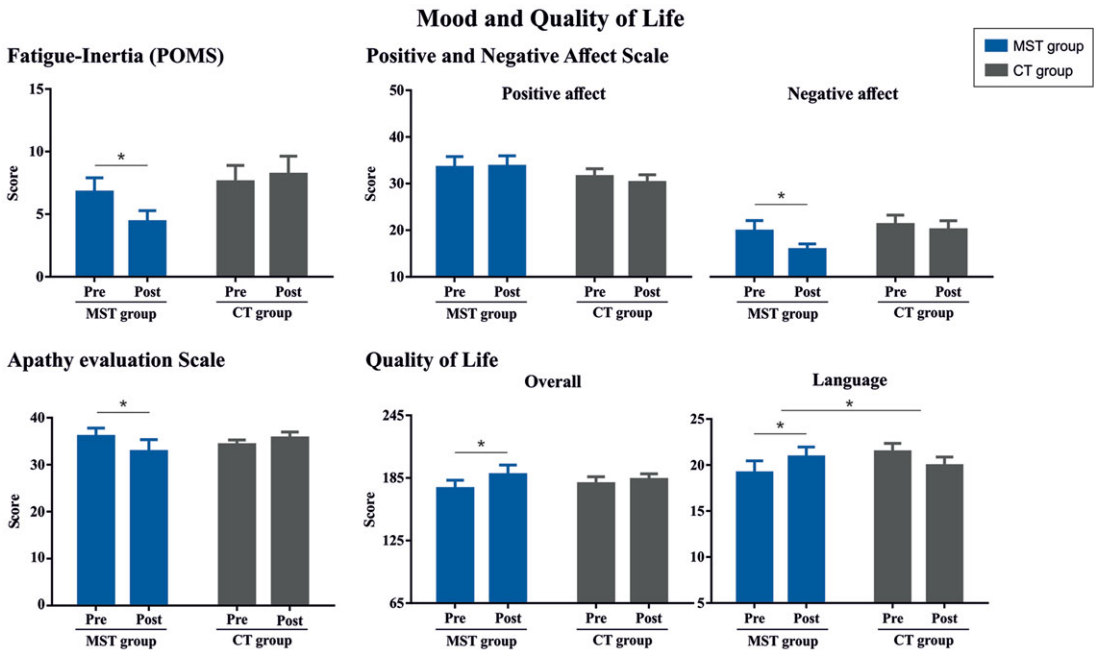 Mood and Quality of Life
MST group
CT group
Fatigue-Inertia (POMS)
15
10
5
0
Score
*
Pre Post Pre Post
MST group CT group
Positive and Negative Affect Scale
Positive affect Negative affect
50
40
30
20
10
Score
*
Pre Post Pre Post Pre Post Pre Post
MST group CT group MST group CT group
Apathy evaluation Scale
40
30
30
30
0
Score
*
Pre Post Pre Post
MST group CT group
Quality of Life
Overall
245
185
125
65
Score
*
Pre Post Pre Post
MST group CT group
Language
25
20
15
10
5
*
*
Pre Post Pre Post
MST group CT group